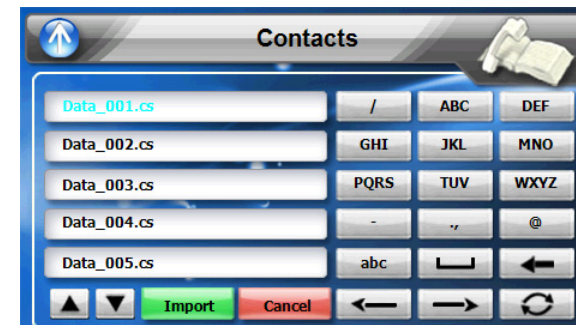 Contacts
Data_001.cs / ABC DEF
Data_002.cs GHI JKL MNO
Data_003.cs PQRS TUV WXYZ
Data_004.cs - ., @
Data_005.cs abc
Import Cancel